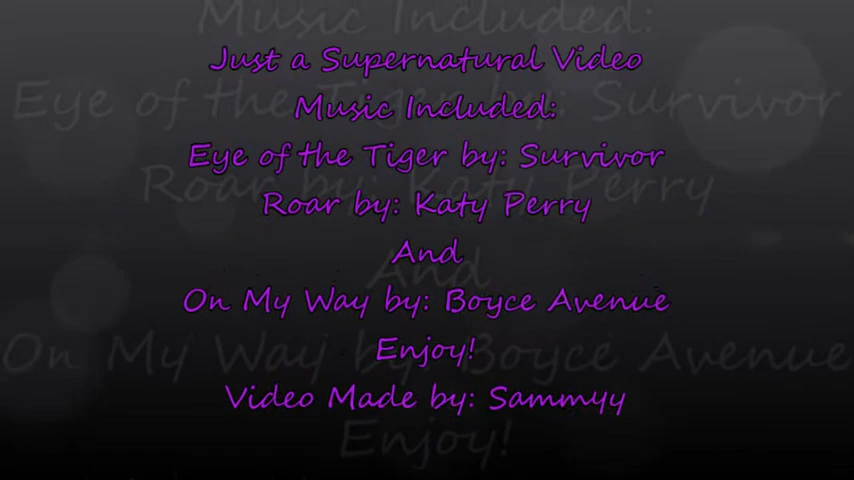 Just a Supernatural Video
Music Included:
Eye of the Tiger by: Survivor
Roar by: Katy Perry
And
On My Way by: Boyce Avenue
Enjoy!
Video Made by: Sammyy